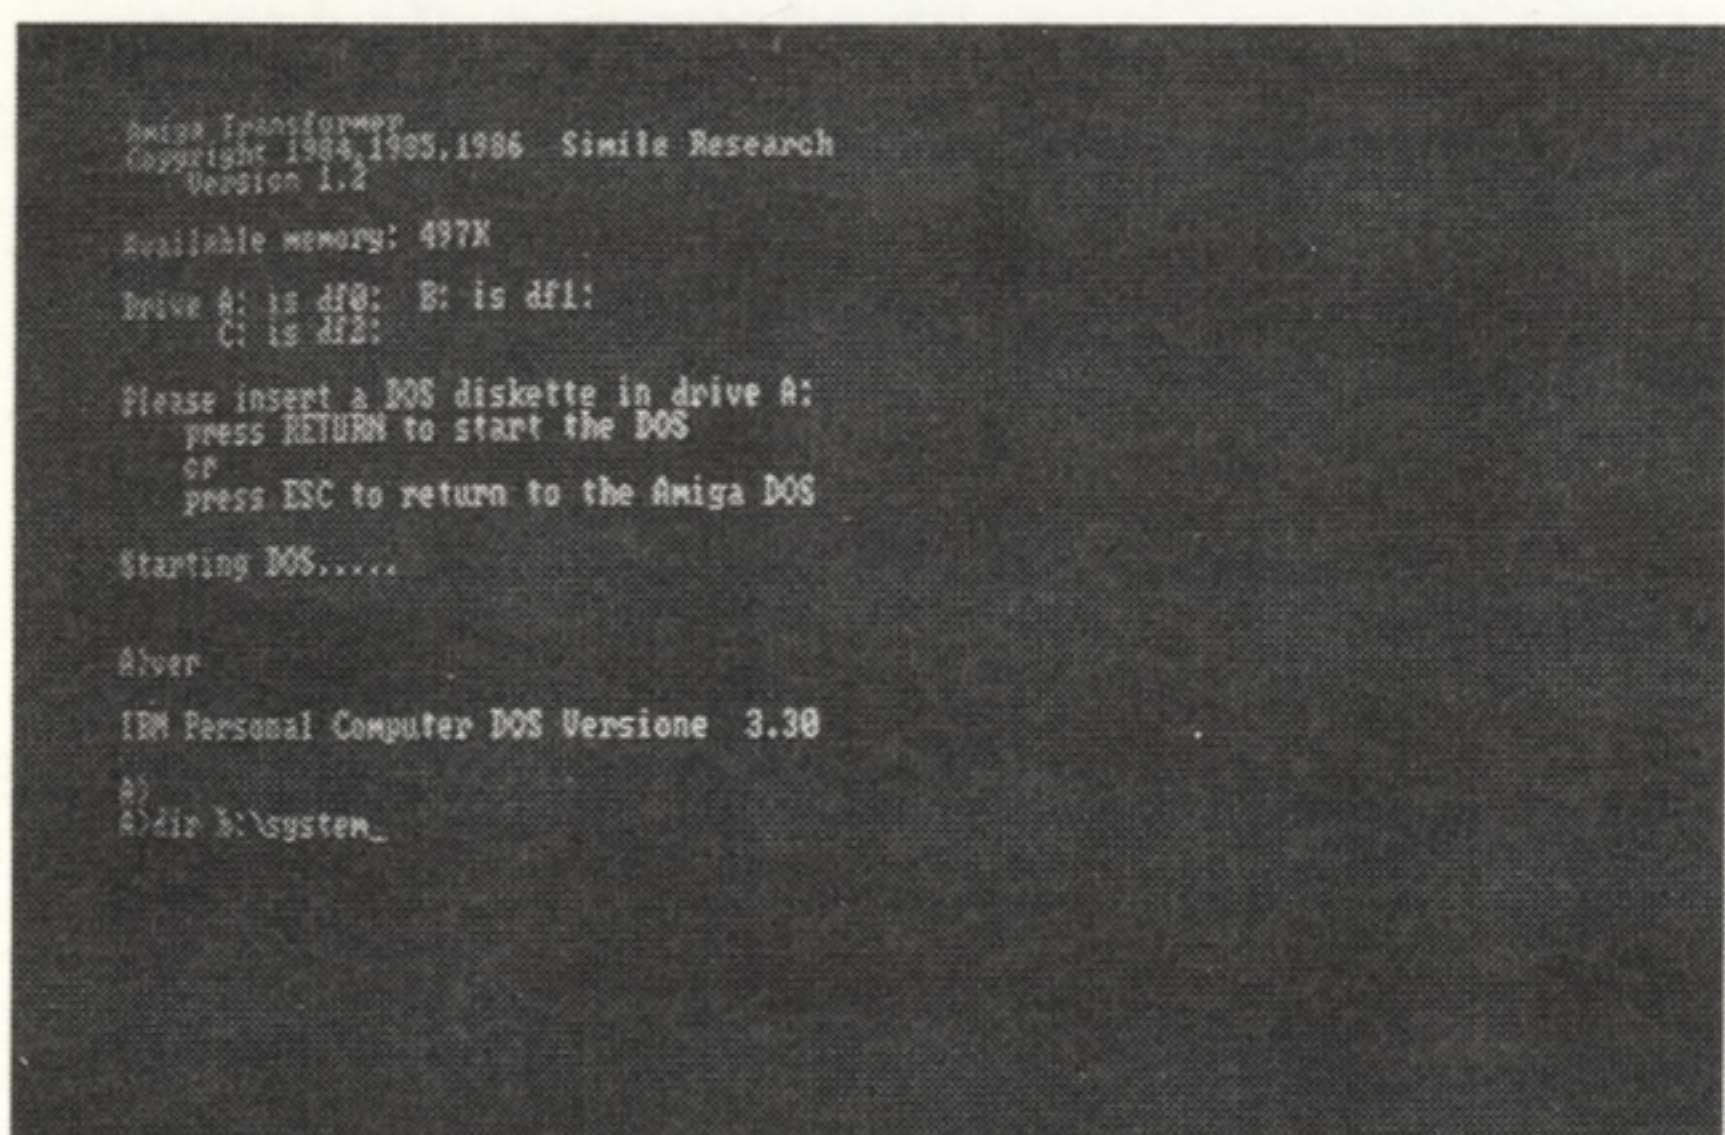 Amiga Transformer
Copyright 1984,1985,1986  Simile Research
Version 1.2
Available memory: 497K
Drive A: is df0:  B: is df1:
C: is df2:
Please insert a DOS diskette in drive A:
press RETURN to start the DOS
or
press ESC to return to the Amiga DOS
Starting DOS.....
A>ver
IBM Personal Computer DOS Versione  3.30
A>
A>dir b:\system_